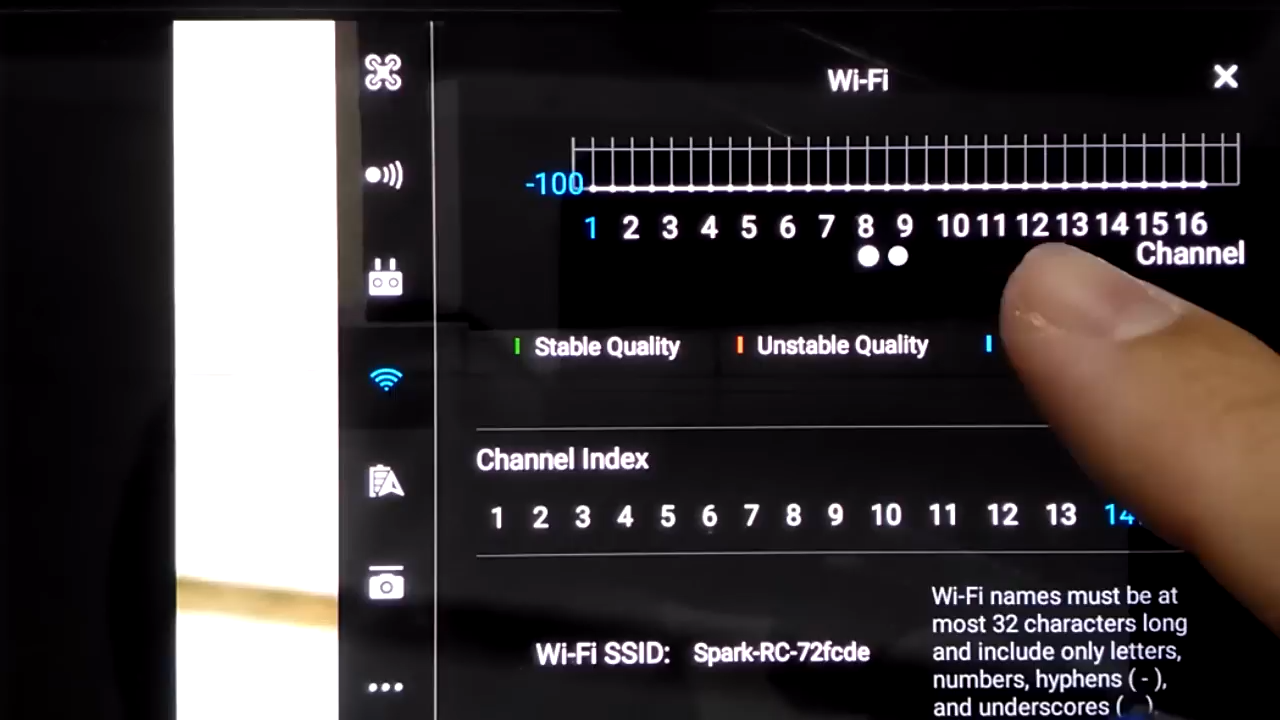 Wi-Fi
-100
1 2 3 4 5 6 7 8 9 10 11 12 13 14 15 16
Channel
Stable Quality Unstable Quality
Channel Index
1 2 3 4 5 6 7 8 9 10 11 12 13 14
Wi-Fi SSID: Spark-RC-72fcde
Wi-Fi names must be at
most 32 characters long
and include only letters,
numbers, hyphens ( - ),
and underscores ( _ ),